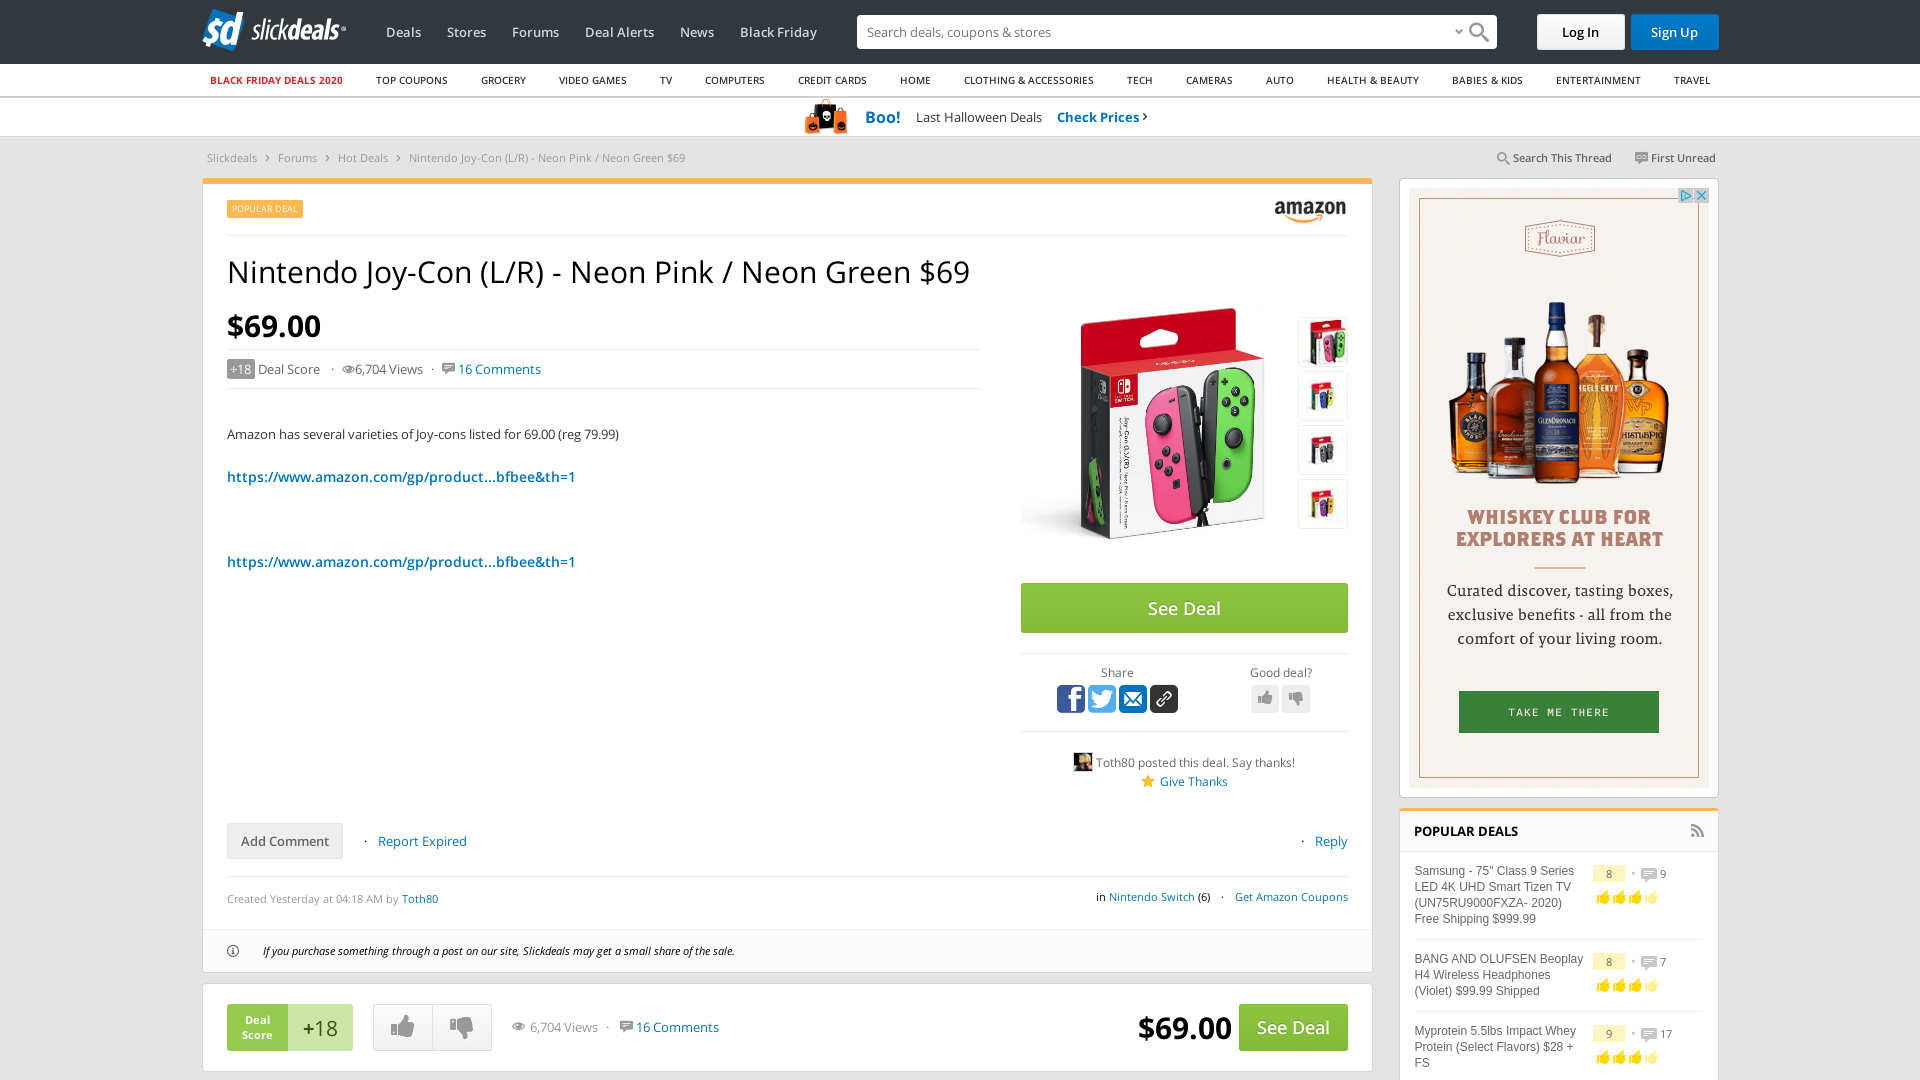 slickdeals
Deals Stores Forums Deal Alerts News Black Friday
Search deals, coupons & stores
Log In Sign Up
BLACK FRIDAY DEALS 2020 TOP COUPONS GROCERY VIDEO GAMES TV COMPUTERS CREDIT CARDS HOME CLOTHING & ACCESSORIES TECH CAMERAS AUTO HEALTH & BEAUTY BABIES & KIDS ENTERTAINMENT TRAVEL
Boo! Last Halloween Deals Check Prices
Slickdeals Forums Hot Deals Nintendo Joy-Con (L/R) - Neon Pink / Neon Green $69
Search This Thread First Unread
POPULAR DEAL
amazon
Nintendo Joy-Con (L/R) - Neon Pink / Neon Green $69
$69.00
+18 Deal Score · 6,704 Views · 16 Comments
Amazon has several varieties of Joy-cons listed for 69.00 (reg 79.99)
https://www.amazon.com/gp/product...bfbee&th=1
https://www.amazon.com/gp/product...bfbee&th=1
See Deal
Share
Good deal?
Toth80 posted this deal. Say thanks!
Give Thanks
Add Comment · Report Expired
· Reply
Created Yesterday at 04:18 AM by Toth80
in Nintendo Switch (6) · Get Amazon Coupons
If you purchase something through a post on our site, Slickdeals may get a small share of the sale.
Deal
Score
+18
6,704 Views · 16 Comments
$69.00 See Deal
Flaviar
GLENDRONACH
WHISKEY CLUB FOR
EXPLORERS AT HEART
Curated discover, tasting boxes,
exclusive benefits - all from the
comfort of your living room.
TAKE ME THERE
POPULAR DEALS
Samsung - 75" Class 9 Series
LED 4K UHD Smart Tizen TV
(UN75RU9000FXZA- 2020)
Free Shipping $999.99
8 · 9
BANG AND OLUFSEN Beoplay
H4 Wireless Headphones
(Violet) $99.99 Shipped
8 · 7
Myprotein 5.5lbs Impact Whey
Protein (Select Flavors) $28 +
FS
9 · 17